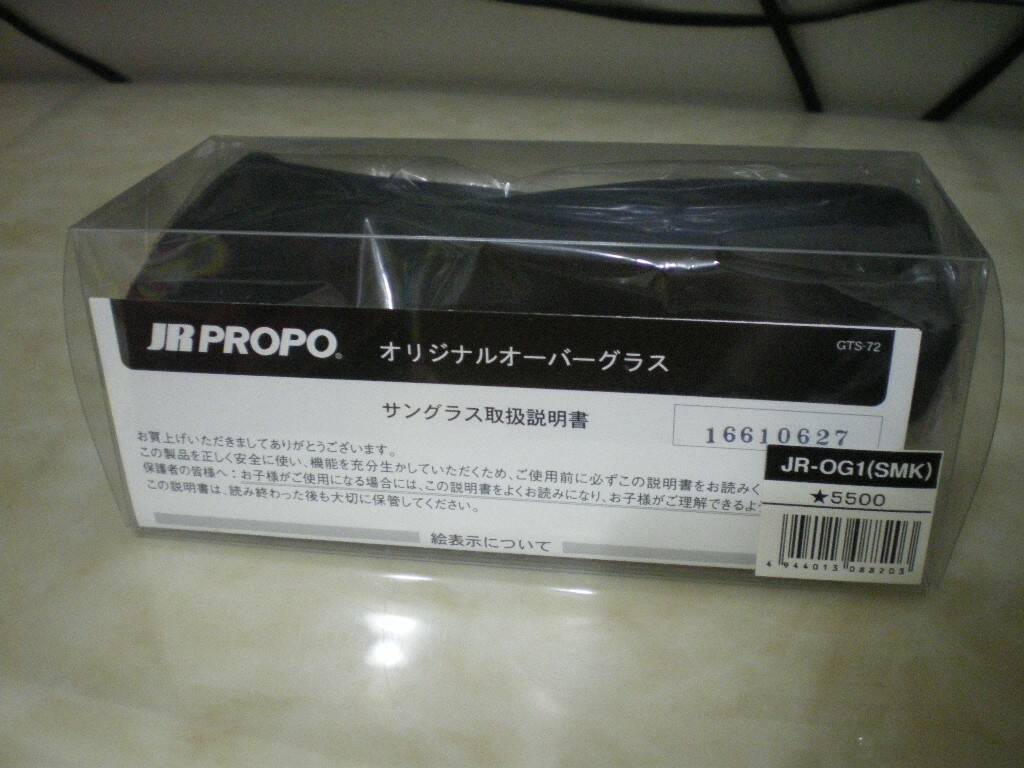 JR PROPO® オリジナルオーバーグラス GTS-72
サングラス取扱説明書
16610627
お買上げいただきましてありがとうございます。
この製品を正しく安全に使い、機能を充分生かしていただくため、ご使用前に必ずこの説明書をお読みく
保護者の皆様へ:お子様がご使用になる場合には、この説明書をよくお読みになり、お子様がご理解できるよ
この説明書は、読み終わった後も大切に保管してください。
絵表示について
JR-OG1(SMK)
★5500
4 944013 088203